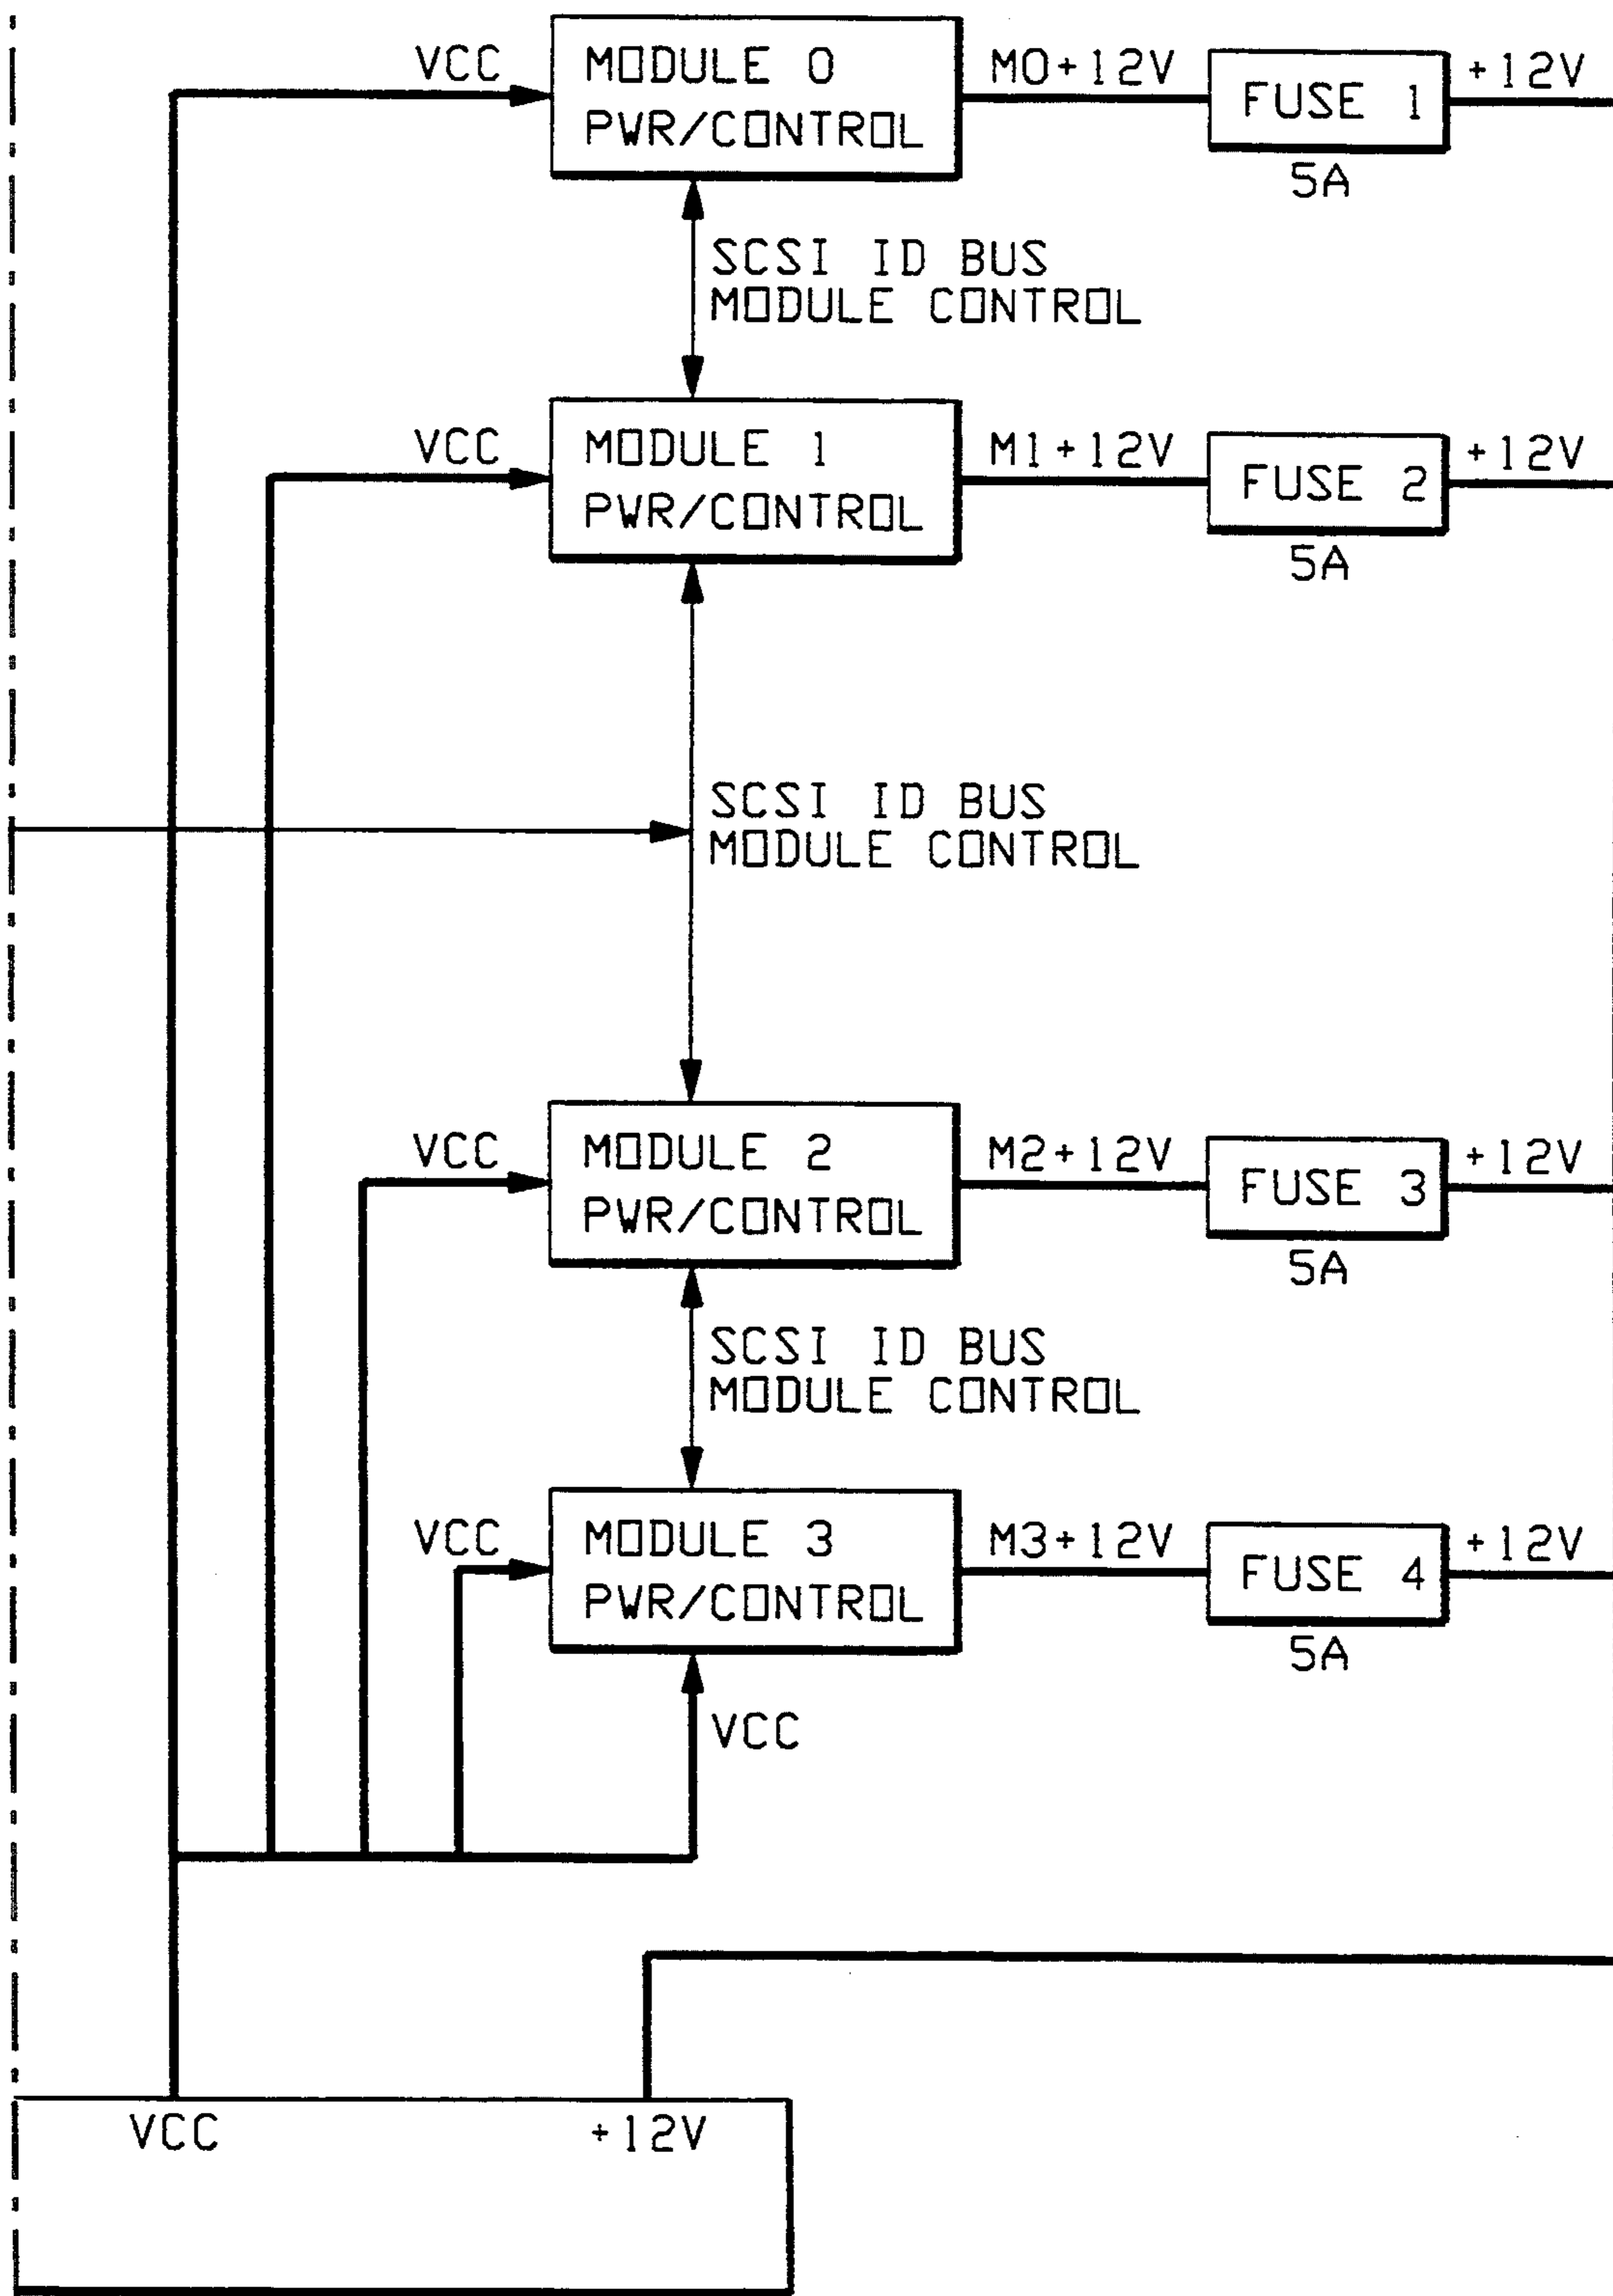 VCC
MODULE 0
PWR/CONTROL
M0+12V
FUSE 1
5A
+12V
SCSI ID BUS
MODULE CONTROL
VCC
MODULE 1
PWR/CONTROL
M1+12V
FUSE 2
5A
+12V
SCSI ID BUS
MODULE CONTROL
VCC
MODULE 2
PWR/CONTROL
M2+12V
FUSE 3
5A
+12V
SCSI ID BUS
MODULE CONTROL
VCC
MODULE 3
PWR/CONTROL
M3+12V
FUSE 4
5A
+12V
VCC
VCC
+12V